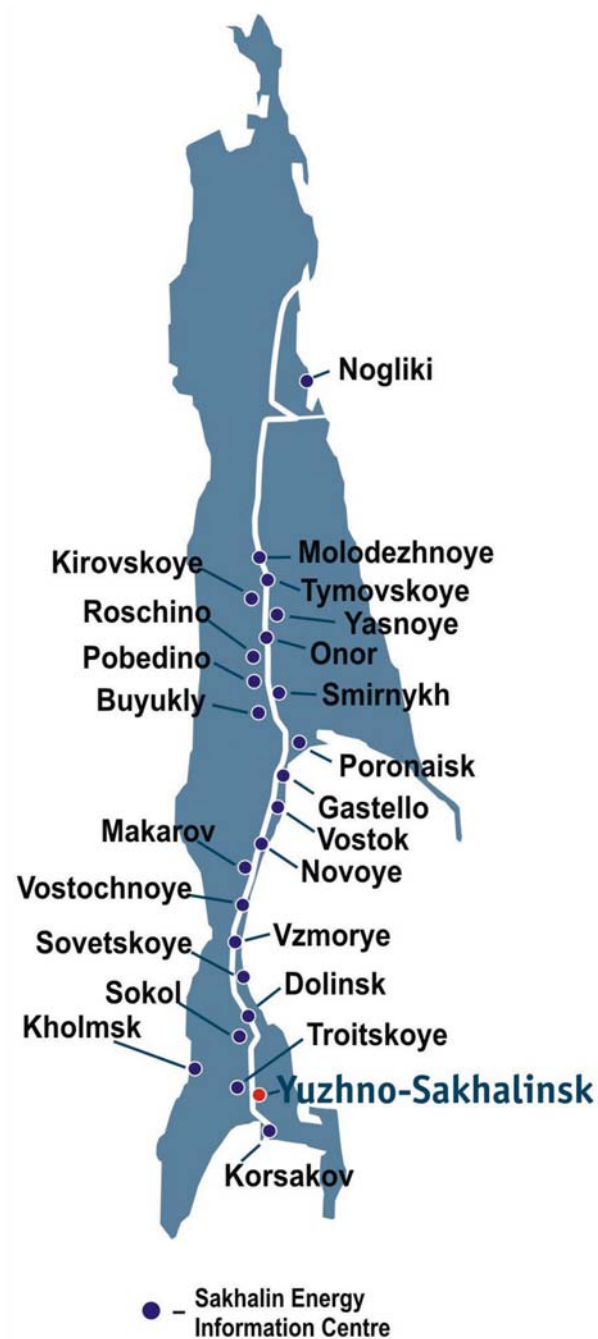 Nogliki
Molodezhnoye
Kirovskoye
Tymovskoye
Roschino
Yasnoye
Onor
Pobedino
Smirnykh
Buyukly
Poronaisk
Gastello
Vostok
Makarov
Novoye
Vostochnoye
Vzmorye
Sovetskoye
Dolinsk
Sokol
Kholmsk
Troitskoye
Yuzhno-Sakhalinsk
Korsakov
– Sakhalin Energy
Information Centre